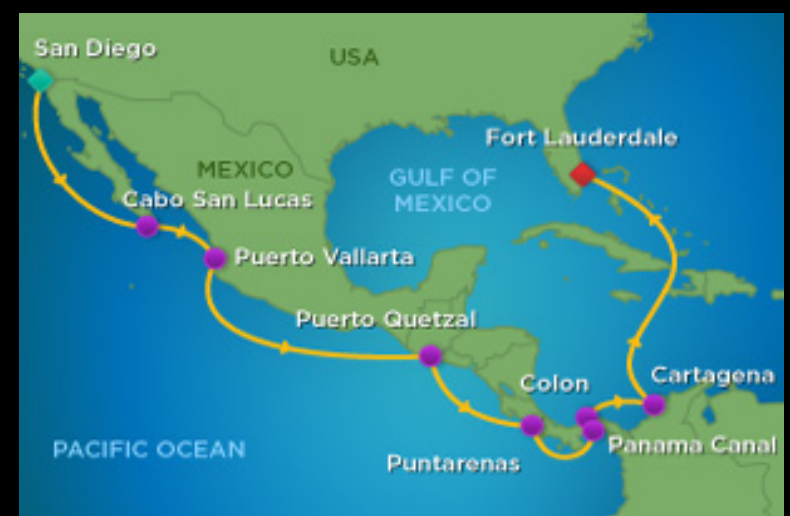 San Diego
USA
Fort Lauderdale
MEXICO
GULF OF
MEXICO
Cabo San Lucas
Puerto Vallarta
Puerto Quetzal
Colon
Cartagena
PACIFIC OCEAN
Puntarenas
Panama Canal